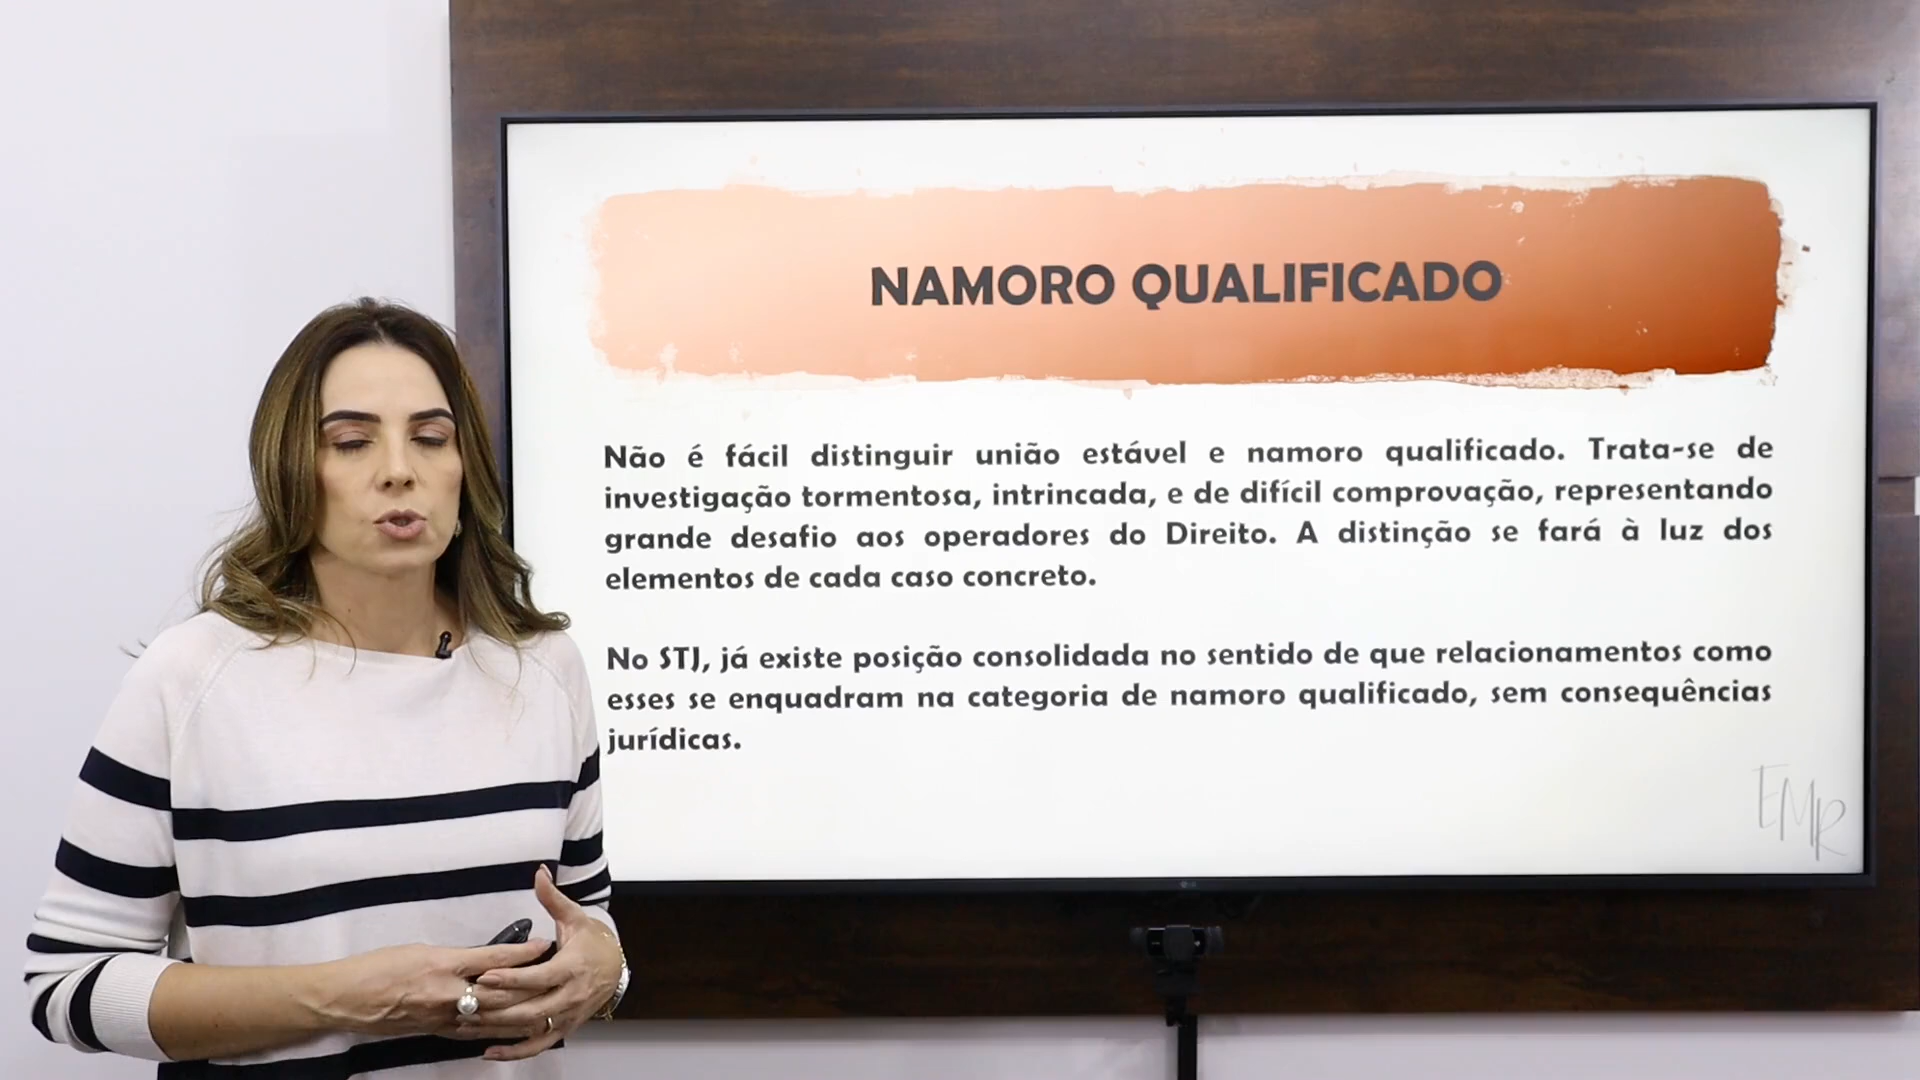 NAMORO QUALIFICADO
Não é fácil distinguir união estável e namoro qualificado. Trata-se de
investigação tormentosa, intrincada, e de difícil comprovação, representando
grande desafio aos operadores do Direito. A distinção se fará à luz dos
elementos de cada caso concreto.
No STJ, já existe posição consolidada no sentido de que relacionamentos como
esses se enquadram na categoria de namoro qualificado, sem consequências
jurídicas.
EMR